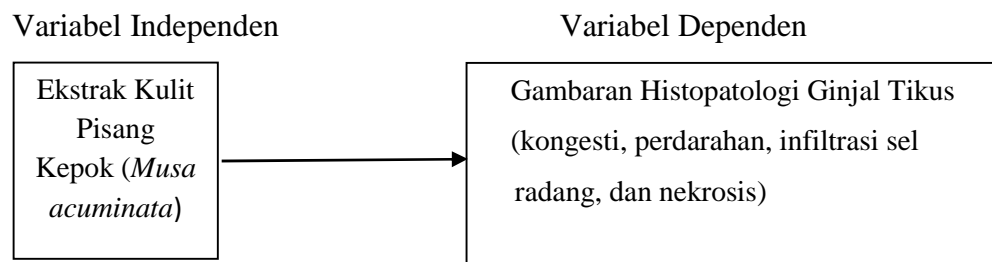 Variabel Independen
Variabel Dependen
Ekstrak Kulit
Pisang
Kepok (Musa
acuminata)
Gambaran Histopatologi Ginjal Tikus
(kongesti, perdarahan, infiltrasi sel
radang, dan nekrosis)